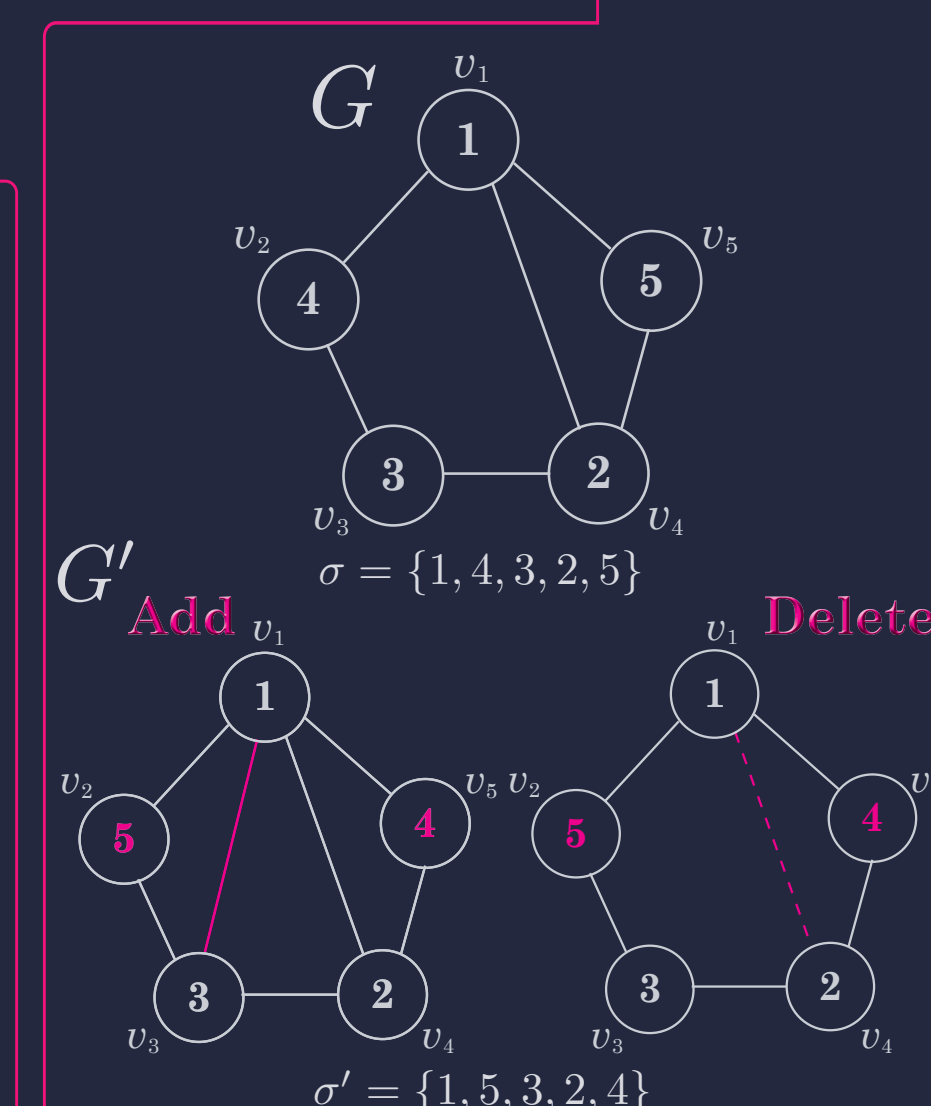 G
v₁
1
v₂
4
v₅
5
v₃
3
v₄
2
σ = {1, 4, 3, 2, 5}
G′
Add
v₁
1
v₂
5
v₅
4
v₃
3
v₄
2
Delete
v₁
1
v₂
5
v
4
v₃
3
v₄
2
σ′ = {1, 5, 3, 2, 4}